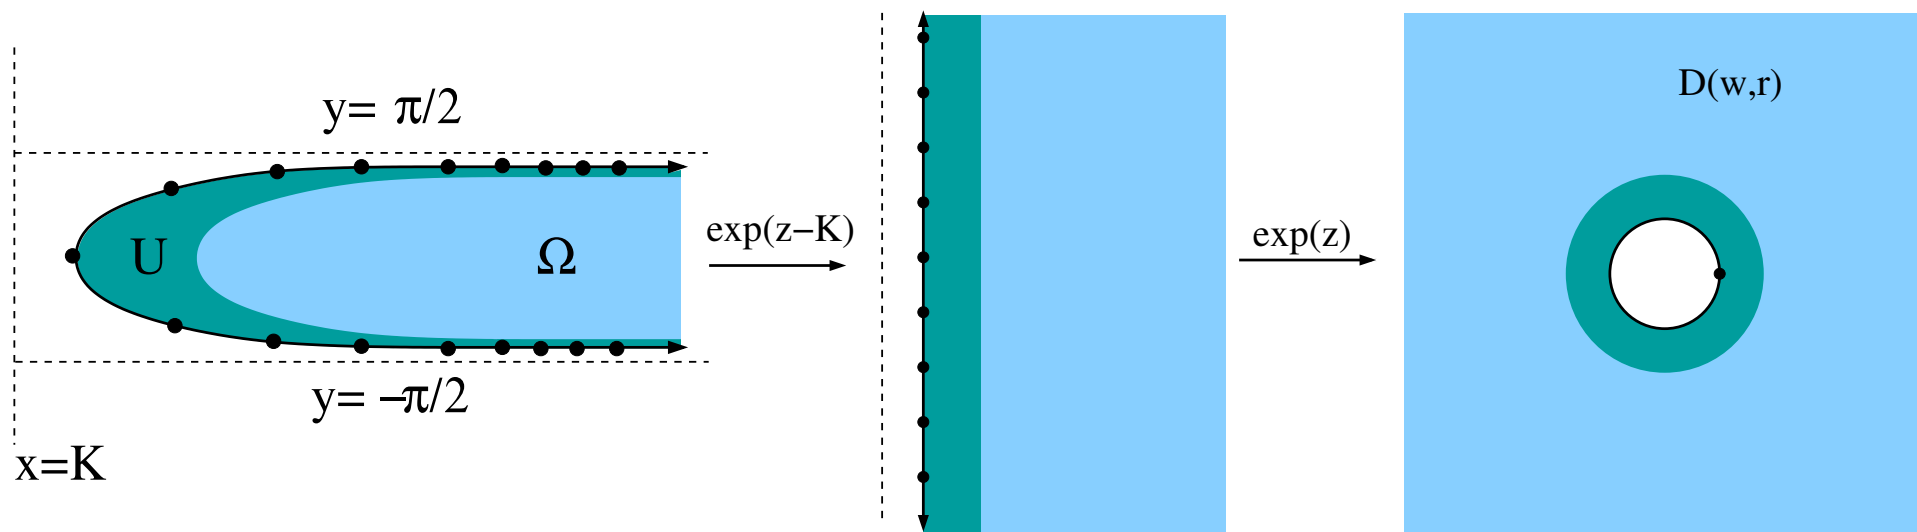 y= π/2
U
Ω
y= −π/2
x=K
exp(z−K)
exp(z)
D(w,r)